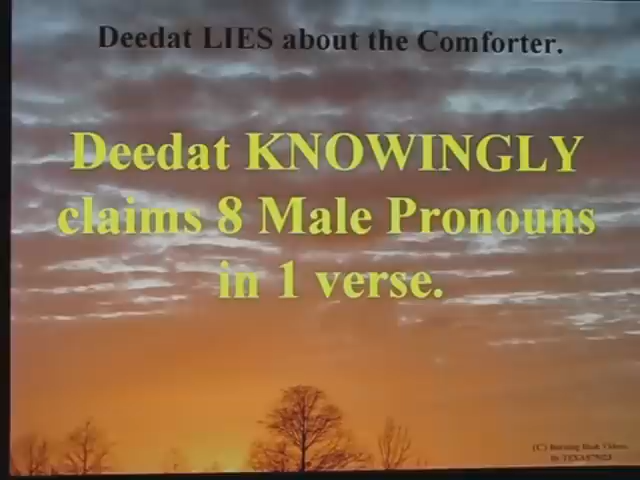 Deedat LIES about the Comforter.
Deedat KNOWINGLY
claims 8 Male Pronouns
in 1 verse.
(C)